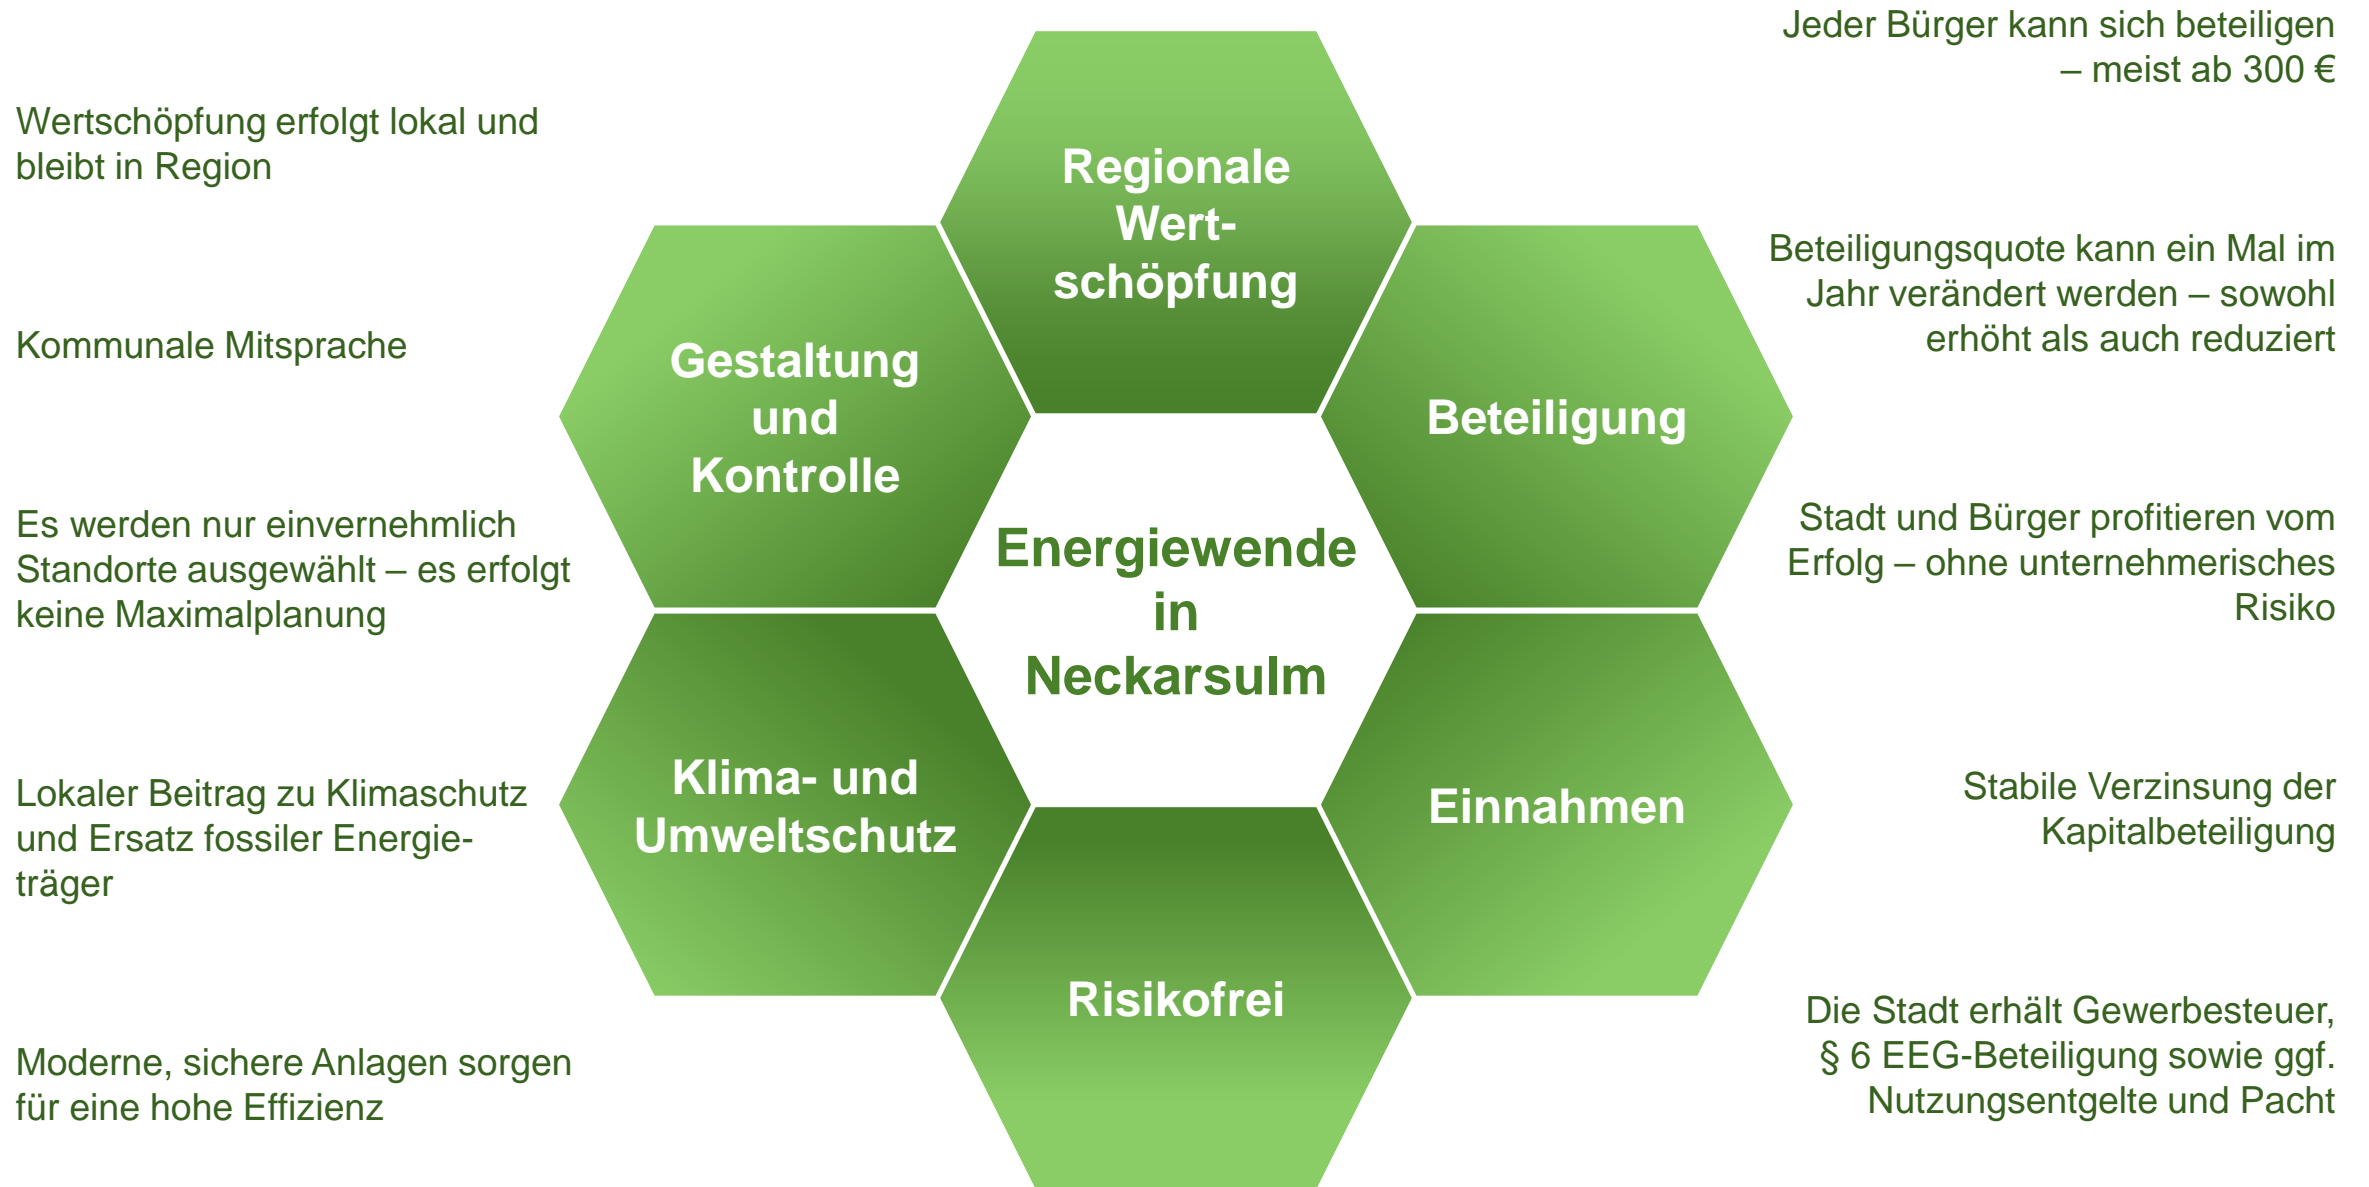 Wertschöpfung erfolgt lokal und
bleibt in Region
Kommunale Mitsprache
Es werden nur einvernehmlich
Standorte ausgewählt – es erfolgt
keine Maximalplanung
Lokaler Beitrag zu Klimaschutz
und Ersatz fossiler Energie-
träger
Moderne, sichere Anlagen sorgen
für eine hohe Effizienz
Regionale
Wert-
schöpfung
Gestaltung
und
Kontrolle
Beteiligung
Energiewende
in
Neckarsulm
Klima- und
Umweltschutz
Einnahmen
Risikofrei
Jeder Bürger kann sich beteiligen
– meist ab 300 €
Beteiligungsquote kann ein Mal im
Jahr verändert werden – sowohl
erhöht als auch reduziert
Stadt und Bürger profitieren vom
Erfolg – ohne unternehmerisches
Risiko
Stabile Verzinsung der
Kapitalbeteiligung
Die Stadt erhält Gewerbesteuer,
§ 6 EEG-Beteiligung sowie ggf.
Nutzungsentgelte und Pacht